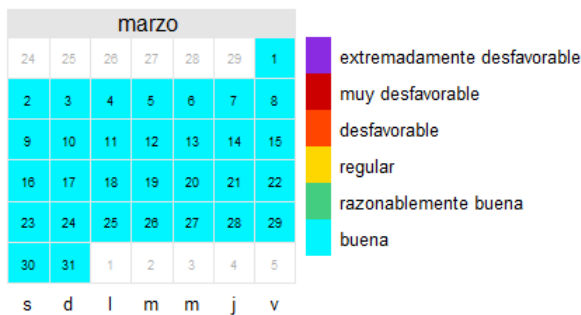 marzo
24 25 26 27 28 29 1
2 3 4 5 6 7 8
9 10 11 12 13 14 15
16 17 18 19 20 21 22
23 24 25 26 27 28 29
30 31 1 2 3 4 5
s d l m m j v
extremadamente desfavorable
muy desfavorable
desfavorable
regular
razonablemente buena
buena